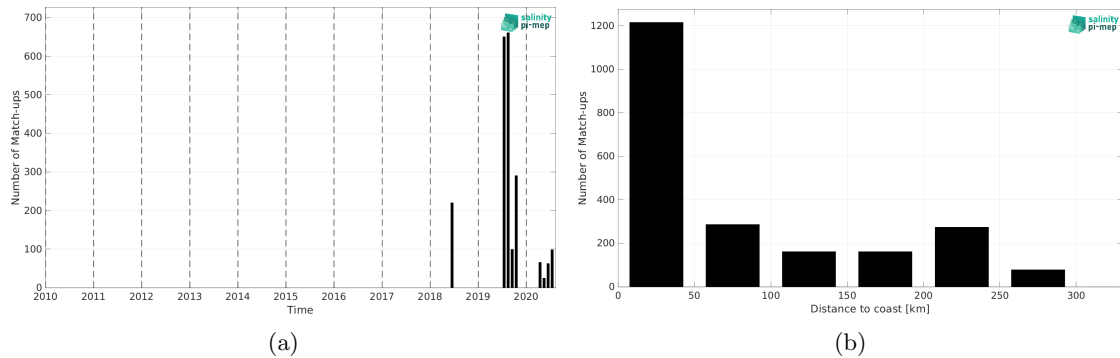 700
600
500
400
300
200
100
0
Number of Match-ups
2010 2011 2012 2013 2014 2015 2016 2017 2018 2019 2020
Time
salinity
pi-mep
(a)
1200
1000
800
600
400
200
0
Number of Match-ups
0 50 100 150 200 250 300
Distance to coast [km]
salinity
pi-mep
(b)